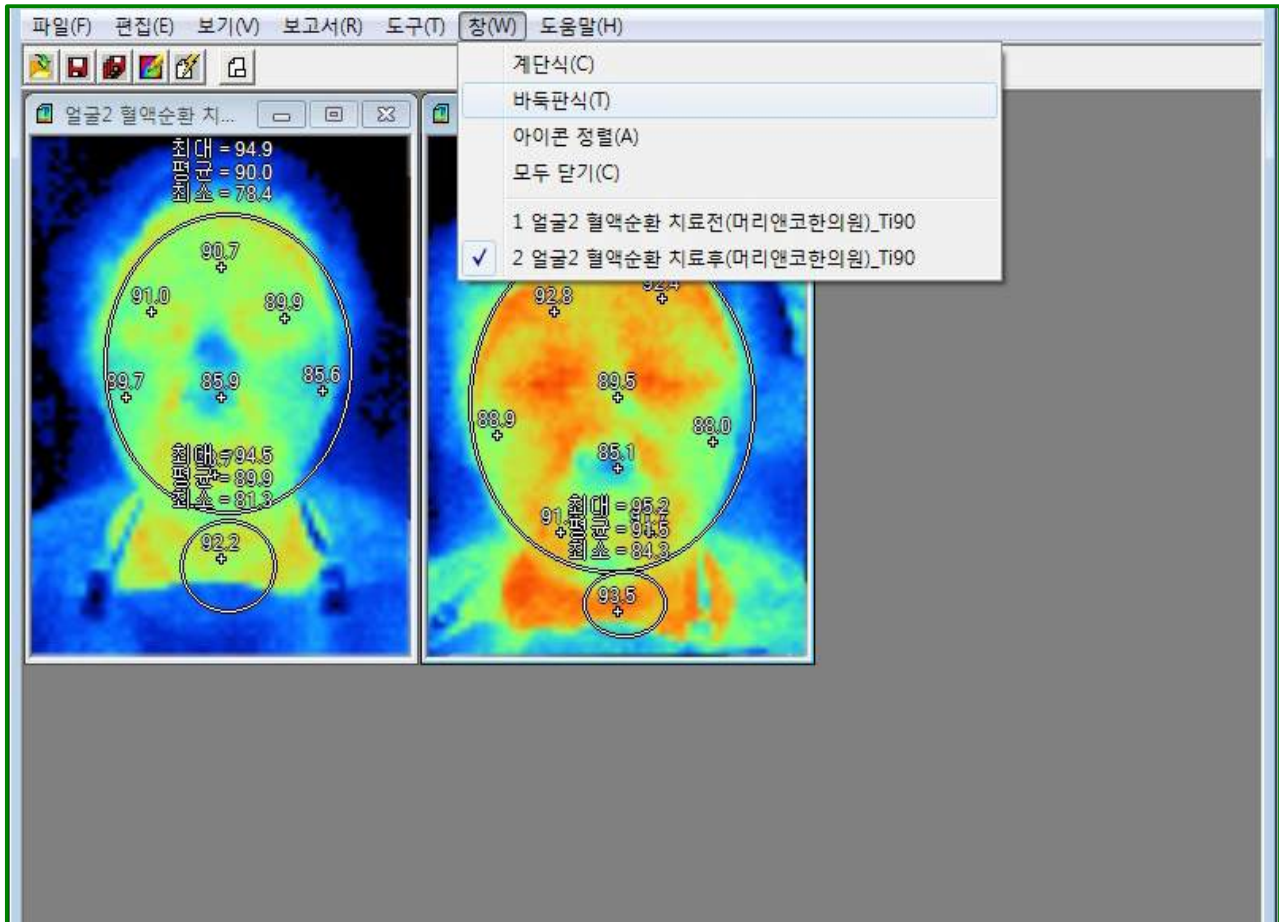 파일(F) 편집(E) 보기(V) 보고서(R) 도구(T) 창(W) 도움말(H)
계단식(C)
바둑판식(T)
아이콘 정렬(A)
모두 닫기(C)
1 얼굴2 혈액순환 치료전(머리앤코한의원)_Ti90
✓ 2 얼굴2 혈액순환 치료후(머리앤코한의원)_Ti90
얼굴2 혈액순환 치...
최대 = 94.9
평균 = 90.0
최소 = 78.4
90.7
91.0
89.9
89.7
85.9
85.6
최대 = 94.5
평균 = 89.9
최소 = 81.3
92.2
92.8
92.4
89.5
88.9
88.0
85.1
최대 = 95.2
평균 = 91.5
최소 = 84.3
93.5